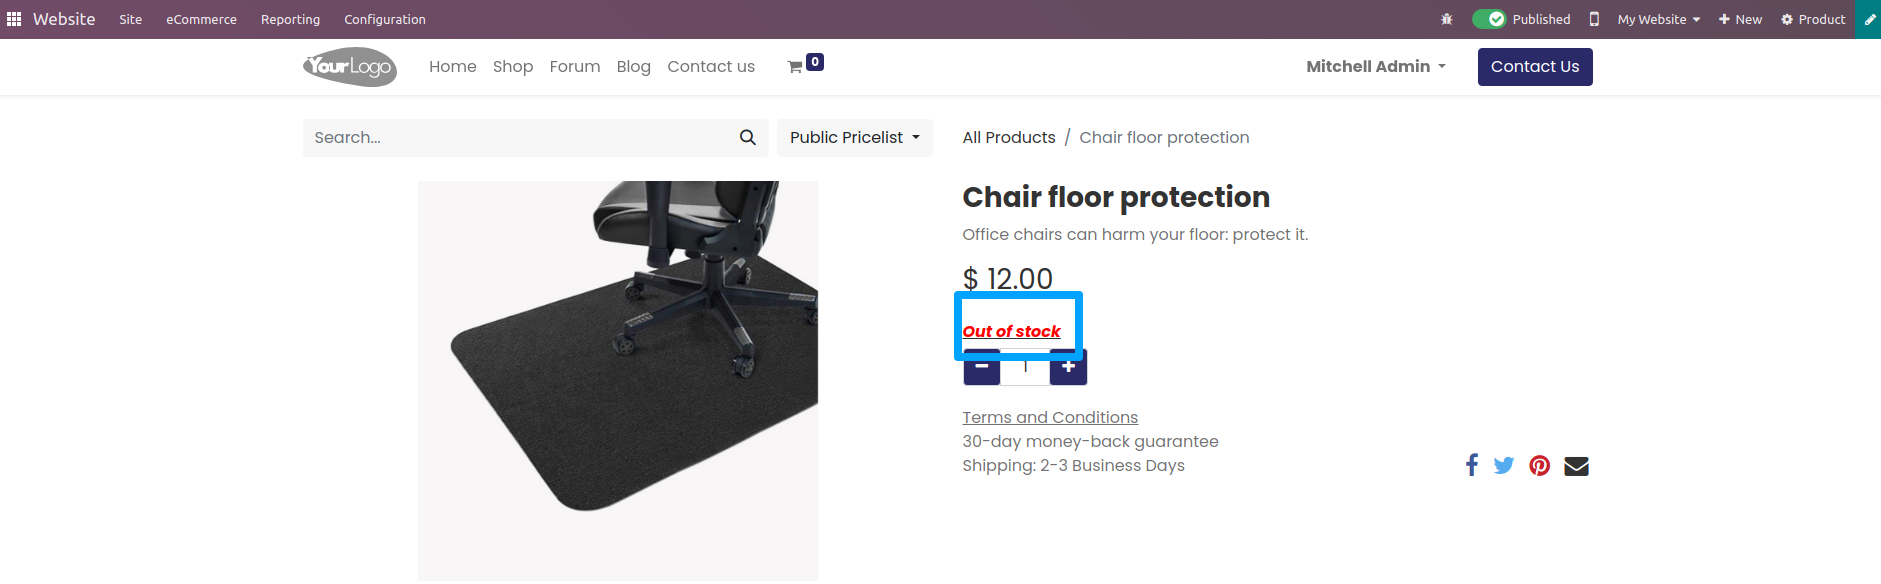 Website Site eCommerce Reporting Configuration Published My Website New Product
YourLogo Home Shop Forum Blog Contact us 0 Mitchell Admin Contact Us
Search... Public Pricelist All Products / Chair floor protection
Chair floor protection
Office chairs can harm your floor: protect it.
$ 12.00
Out of stock
1
Terms and Conditions
30-day money-back guarantee
Shipping: 2-3 Business Days